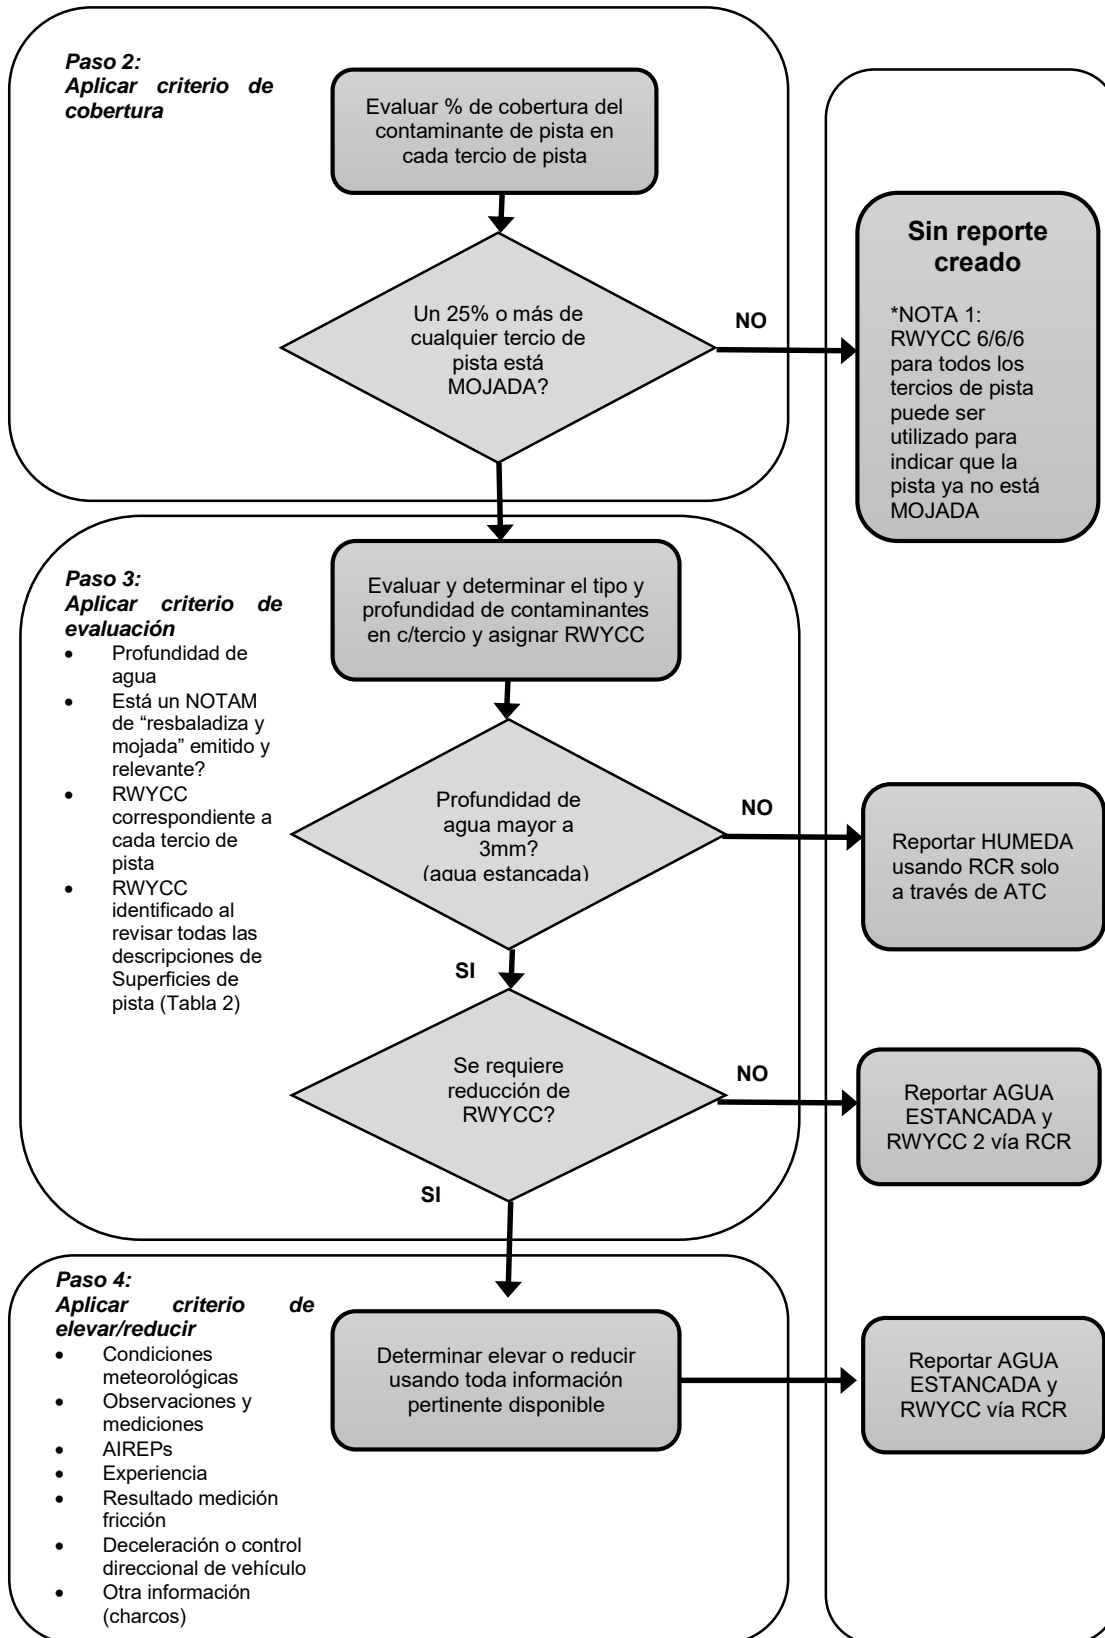 Paso 2:
Aplicar criterio de
cobertura
Evaluar % de cobertura del
contaminante de pista en
cada tercio de pista
Un 25% o más de
cualquier tercio de
pista está
MOJADA?
NO
Sin reporte
creado
*NOTA 1:
RWYCC 6/6/6
para todos los
tercios de pista
puede ser
utilizado para
indicar que la
pista ya no está
MOJADA
Paso 3:
Aplicar criterio de
evaluación
• Profundidad de
agua
• Está un NOTAM
de “resbaladiza y
mojada” emitido y
relevante?
• RWYCC
correspondiente a
cada tercio de
pista
• RWYCC
identificado al
revisar todas las
descripciones de
Superficies de
pista (Tabla 2)
Evaluar y determinar el tipo y
profundidad de contaminantes
en c/tercio y asignar RWYCC
Profundidad de
agua mayor a
3mm?
(agua estancada)
NO
Reportar HUMEDA
usando RCR solo
a través de ATC
SI
Se requiere
reducción de
RWYCC?
NO
Reportar AGUA
ESTANCADA y
RWYCC 2 vía RCR
SI
Paso 4:
Aplicar criterio de
elevar/reducir
• Condiciones
meteorológicas
• Observaciones y
mediciones
• AIREPs
• Experiencia
• Resultado medición
fricción
• Deceleración o control
direccional de vehículo
• Otra información
(charcos)
Determinar elevar o reducir
usando toda información
pertinente disponible
Reportar AGUA
ESTANCADA y
RWYCC vía RCR